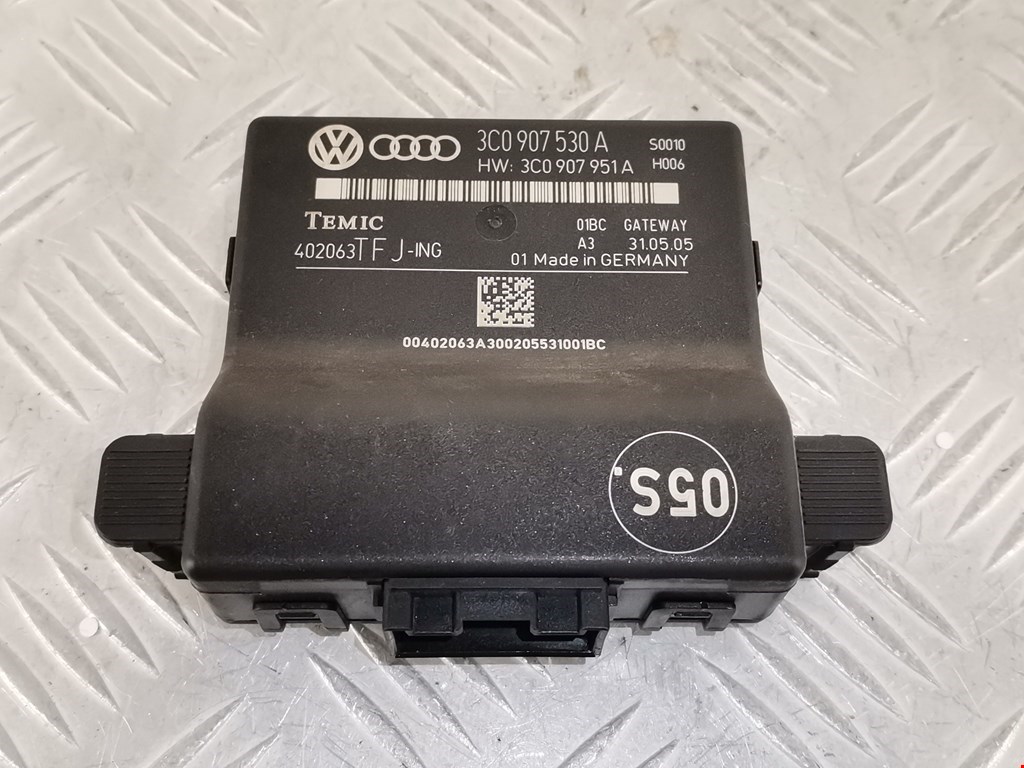 3C0 907 530 A S0010
HW: 3C0 907 951 A H006
TEMIC
01BC GATEWAY
402063TFJ-ING A3 31.05.05
01 Made in GERMANY
00402063A300205531001BC
05S.